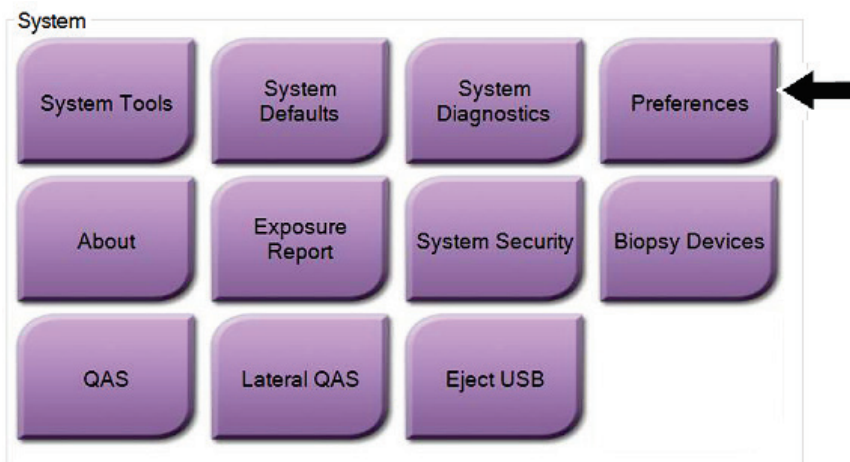 System
System Tools
System
Defaults
System
Diagnostics
Preferences
About
Exposure
Report
System Security
Biopsy Devices
QAS
Lateral QAS
Eject USB